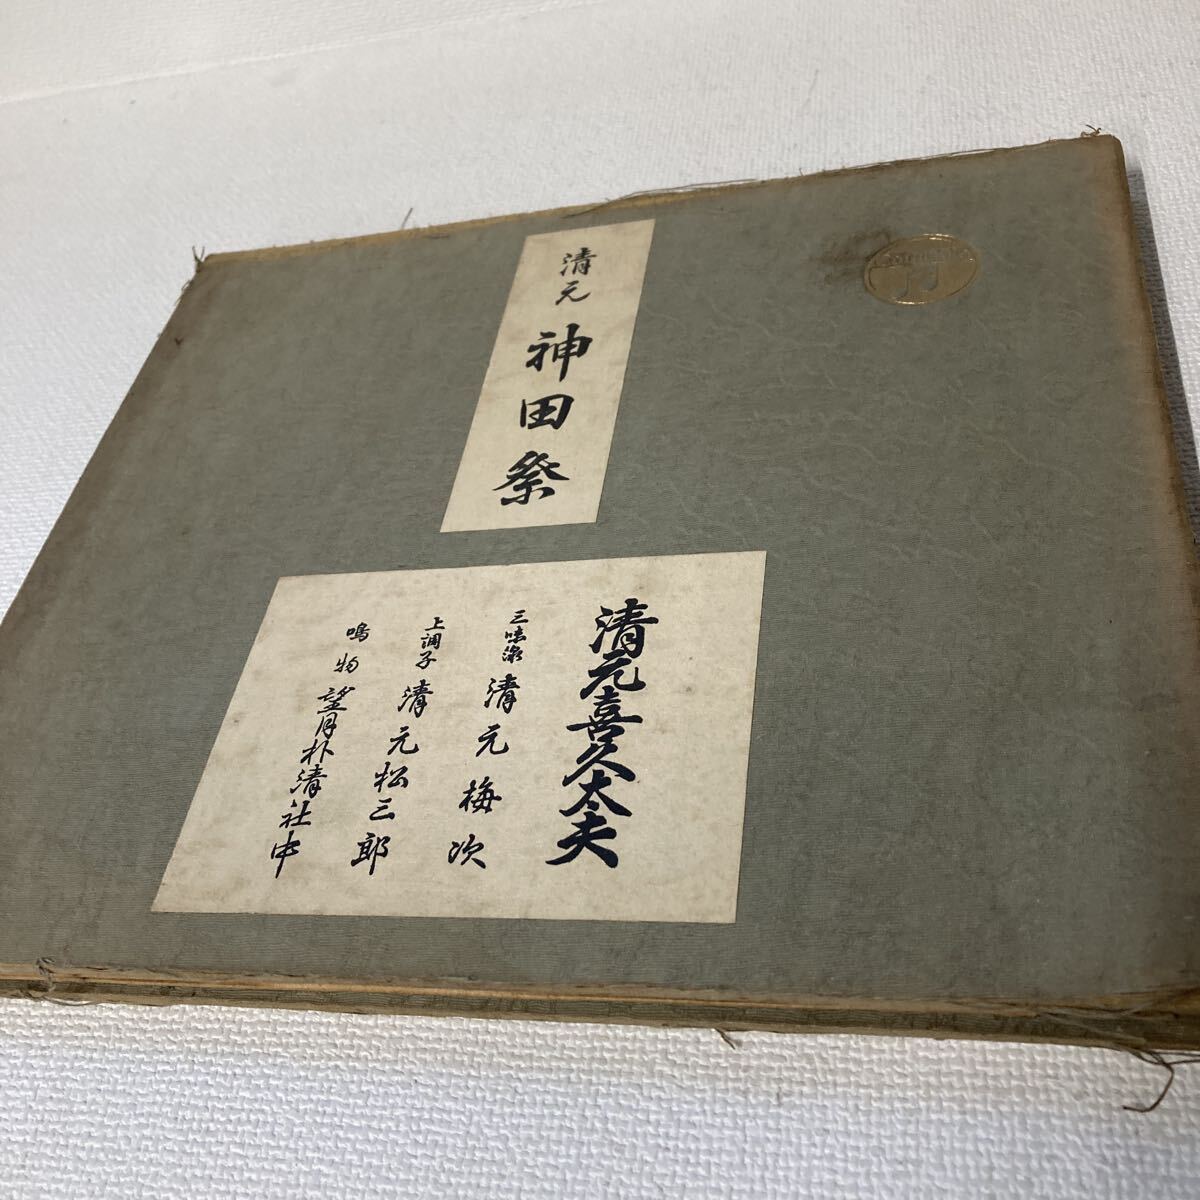 清元 神田祭
Columbia
清元喜久太夫
三味線 清元梅次
上調子 清元松三郎
鳴物 望月朴清社中